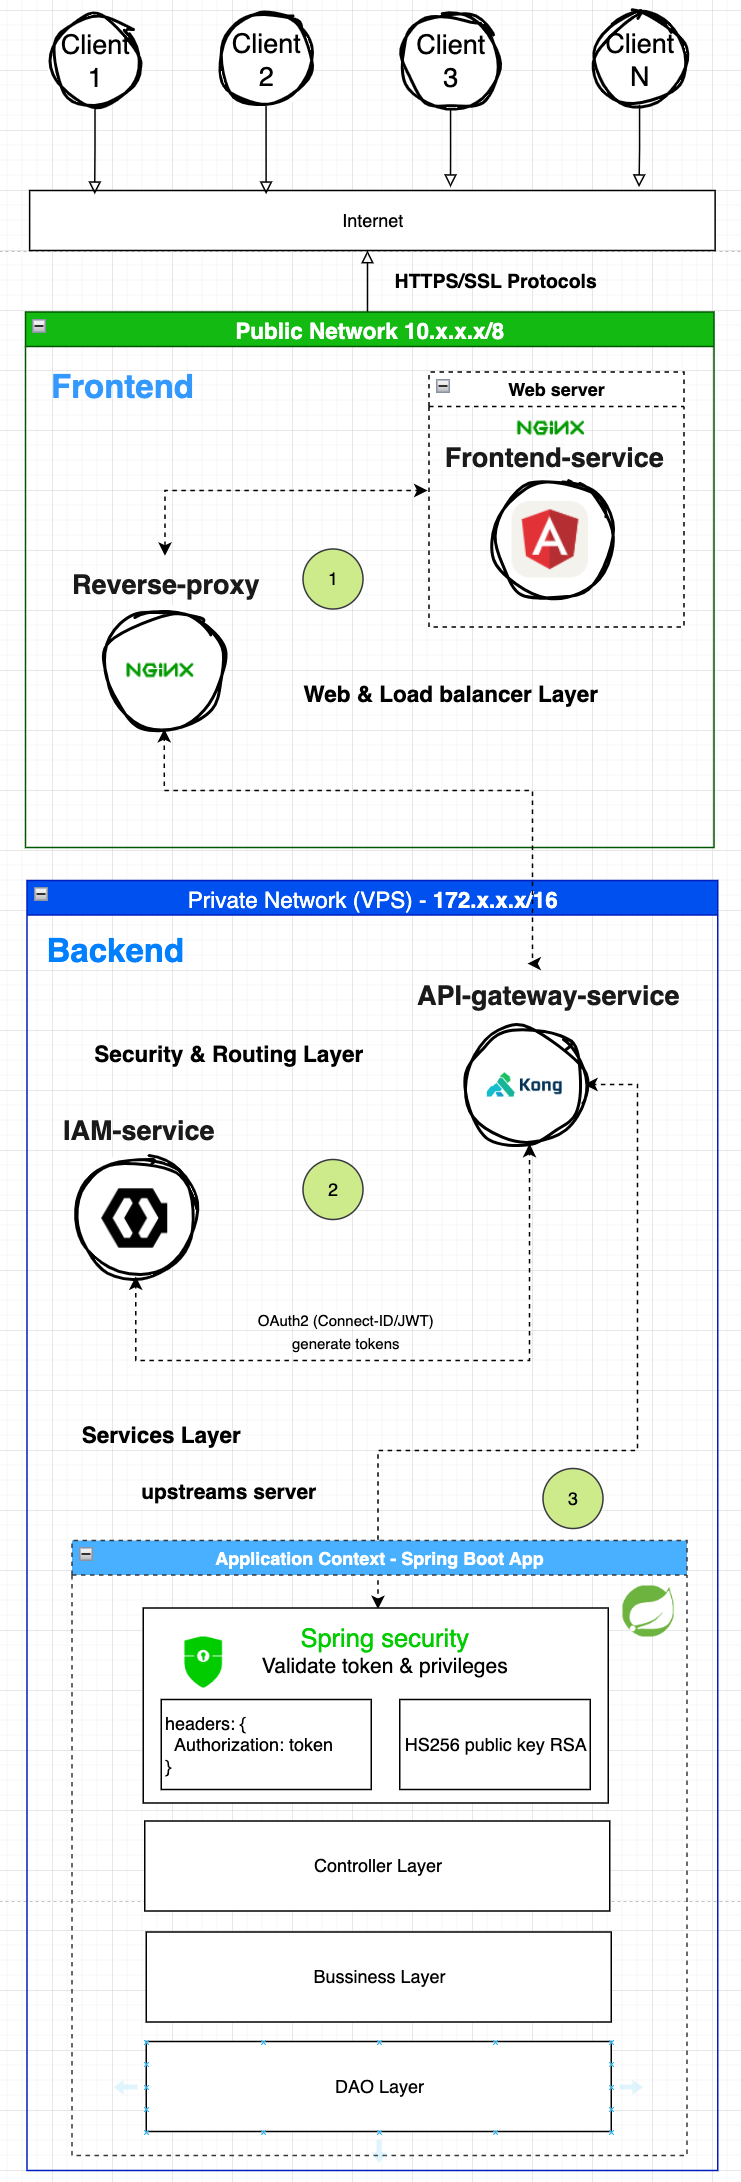 Client
1
Client
2
Client
3
Client
N
Internet
HTTPS/SSL Protocols
Public Network 10.x.x.x/8
Frontend
Web server
NGiNX
Frontend-service
A
1
Reverse-proxy
NGiNX
Web & Load balancer Layer
Private Network (VPS) - 172.x.x.x/16
Backend
API-gateway-service
Security & Routing Layer
Kong
IAM-service
2
OAuth2 (Connect-ID/JWT)
generate tokens
Services Layer
upstreams server
3
Application Context - Spring Boot App
Spring security
Validate token & privileges
headers: {
Authorization: token
}
HS256 public key RSA
Controller Layer
Bussiness Layer
DAO Layer